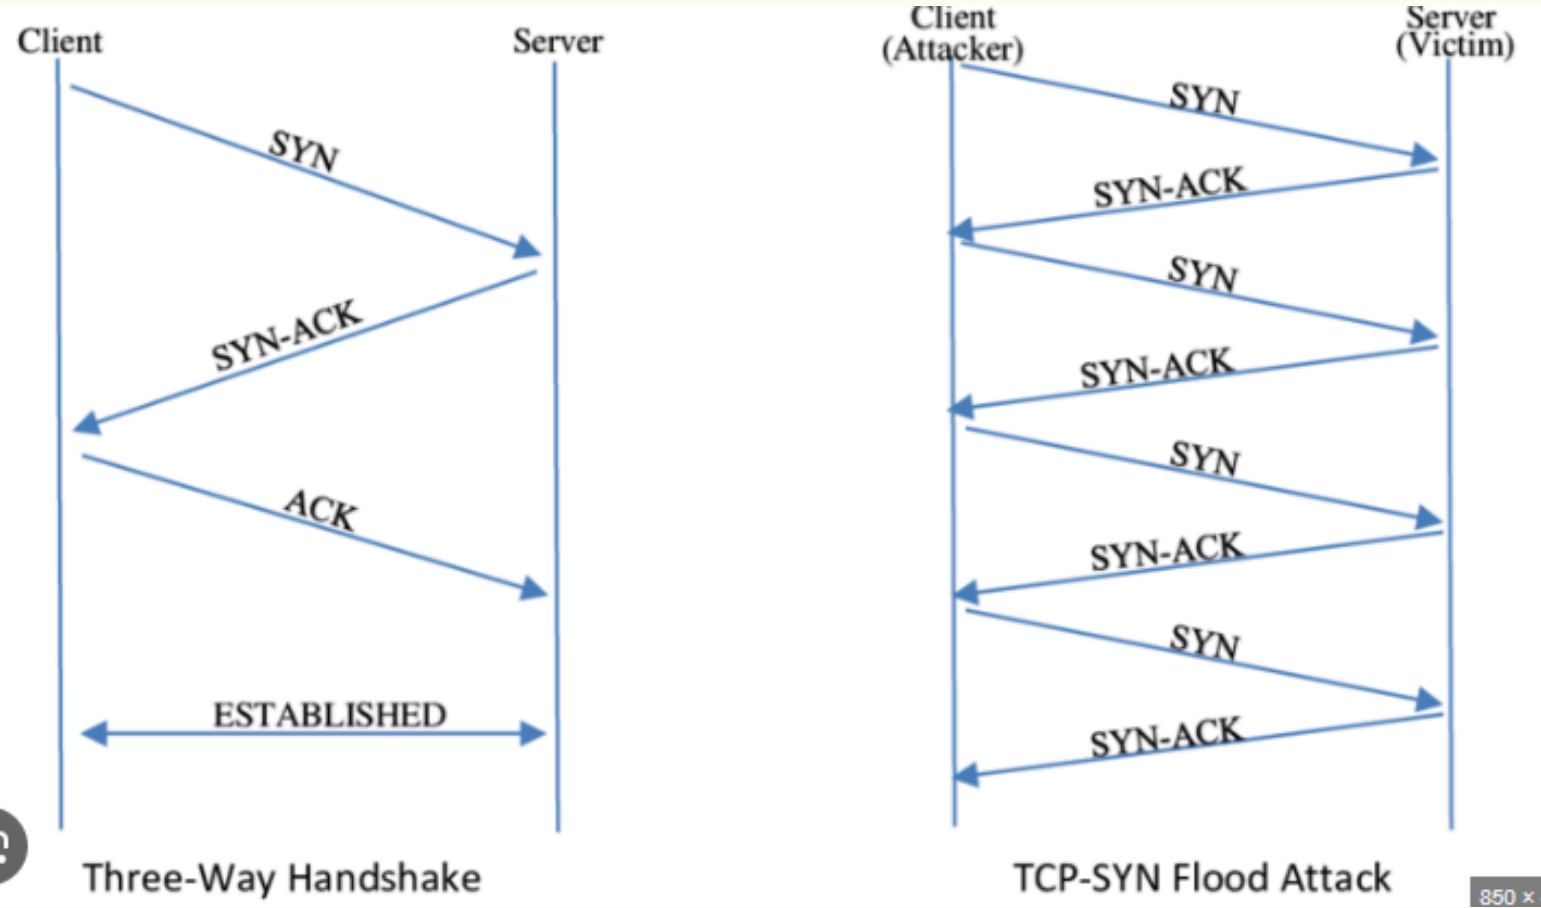 Client
Server
SYN
SYN-ACK
ACK
ESTABLISHED
Three-Way Handshake
Client
(Attacker)
Server
(Victim)
SYN
SYN-ACK
SYN
SYN-ACK
SYN
SYN-ACK
SYN
SYN-ACK
TCP-SYN Flood Attack
850 ×